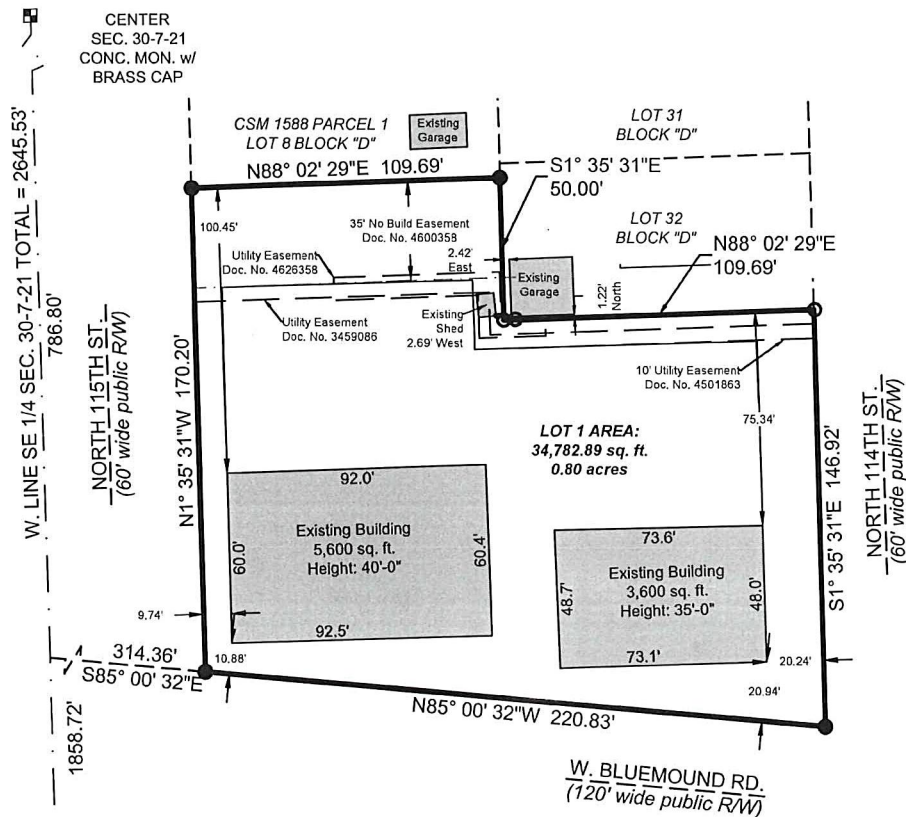 CENTER
SEC. 30-7-21
CONC. MON. w/
BRASS CAP
W. LINE SE 1/4 SEC. 30-7-21 TOTAL = 2645.53'
786.80'
CSM 1588 PARCEL 1
LOT 8 BLOCK "D"
Existing
Garage
LOT 31
BLOCK "D"
N88° 02' 29"E 109.69'
S1° 35' 31"E
50.00'
100.45'
35' No Build Easement
Doc. No. 4600358
LOT 32
BLOCK "D"
N88° 02' 29"E
109.69'
Utility Easement
Doc. No. 4626358
2.42'
East
Existing
Garage
1.22'
North
Utility Easement
Doc. No. 3459086
Existing
Shed
2.69' West
10' Utility Easement
Doc. No. 4501863
NORTH 115TH ST.
(60' wide public R/W)
N1° 35' 31"W 170.20'
LOT 1 AREA:
34,782.89 sq. ft.
0.80 acres
75.34'
S1° 35' 31"E 146.92'
NORTH 114TH ST.
(60' wide public R/W)
92.0'
Existing Building
5,600 sq. ft.
Height: 40'-0"
60.0'
60.4'
92.5'
73.6'
Existing Building
3,600 sq. ft.
Height: 35'-0"
48.7'
48.0'
73.1'
9.74'
10.88'
20.24'
20.94'
314.36'
S85° 00' 32"E
1858.72'
N85° 00' 32"W 220.83'
W. BLUEMOUND RD.
(120' wide public R/W)